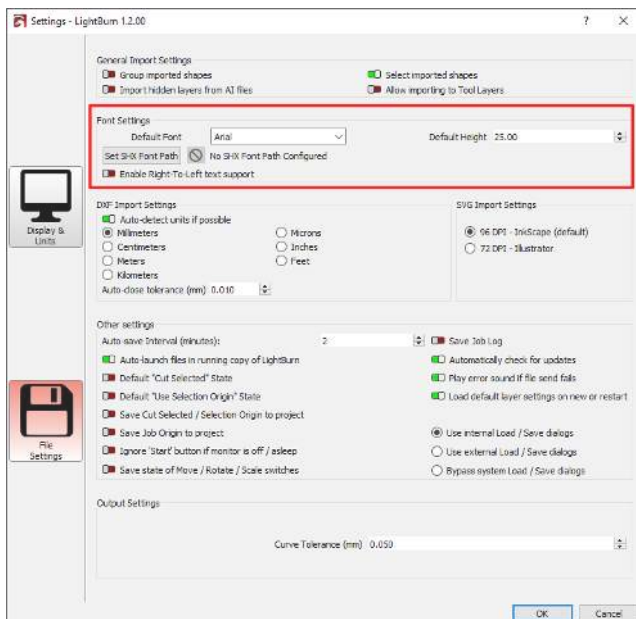 Settings - LightBurn 1.2.00 ? ×
General Import Settings
Group imported shapes Select imported shapes
Import hidden layers from AI files Allow importing to Tool Layers
Font Settings
Default Font Arial Default Height 25.00
Set SHX Font Path No SHX Font Path Configured
Enable Right-To-Left text support
Display & Units
DXF Import Settings SVG Import Settings
Auto-detect units if possible
Millimeters Microns 96 DPI - InkScape (default)
Centimeters Inches 72 DPI - Illustrator
Meters Feet
Kilometers
Auto-close tolerance (mm) 0.010
Other settings
Auto-save Interval (minutes): 2 Save Job Log
Auto-launch files in running copy of LightBurn Automatically check for updates
Default "Cut Selected" State Play error sound if file send fails
Default "Use Selection Origin" State Load default layer settings on new or restart
Save Cut Selected / Selection Origin to project
Save Job Origin to project Use internal Load / Save dialogs
Ignore 'Start' button if monitor is off / asleep Use external Load / Save dialogs
Save state of Move / Rotate / Scale switches Bypass system Load / Save dialogs
File Settings
Output Settings
Curve Tolerance (mm) 0.050
OK Cancel